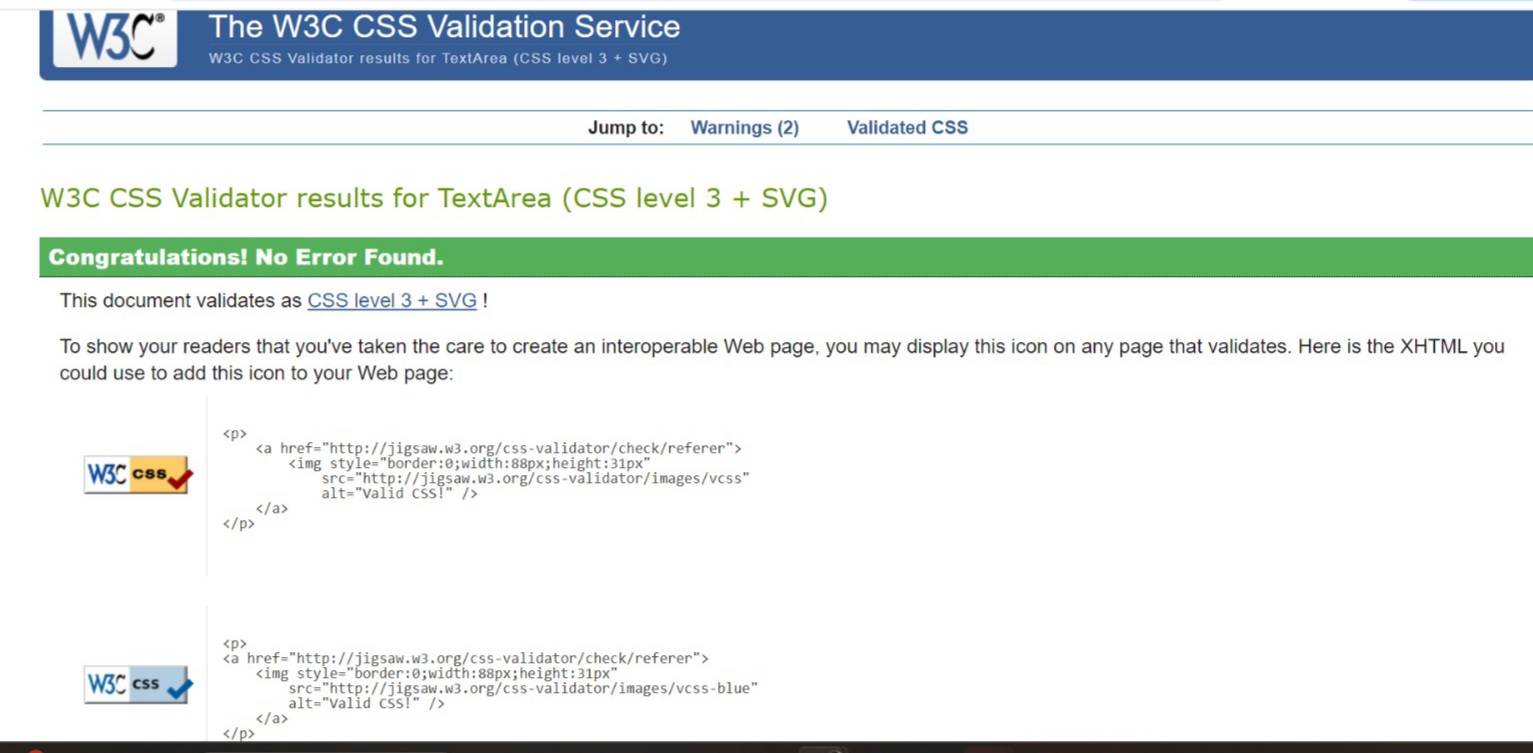 W3C®
The W3C CSS Validation Service
W3C CSS Validator results for TextArea (CSS level 3 + SVG)
Jump to: Warnings (2) Validated CSS
W3C CSS Validator results for TextArea (CSS level 3 + SVG)
Congratulations! No Error Found.
This document validates as CSS level 3 + SVG !
To show your readers that you've taken the care to create an interoperable Web page, you may display this icon on any page that validates. Here is the XHTML you
could use to add this icon to your Web page:
W3C css
<p>
    <a href="http://jigsaw.w3.org/css-validator/check/referer">
        <img style="border:0;width:88px;height:31px"
            src="http://jigsaw.w3.org/css-validator/images/vcss"
            alt="Valid CSS!" />
    </a>
</p>
W3C css
<p>
<a href="http://jigsaw.w3.org/css-validator/check/referer">
    <img style="border:0;width:88px;height:31px"
        src="http://jigsaw.w3.org/css-validator/images/vcss-blue"
        alt="Valid CSS!" />
    </a>
</p>